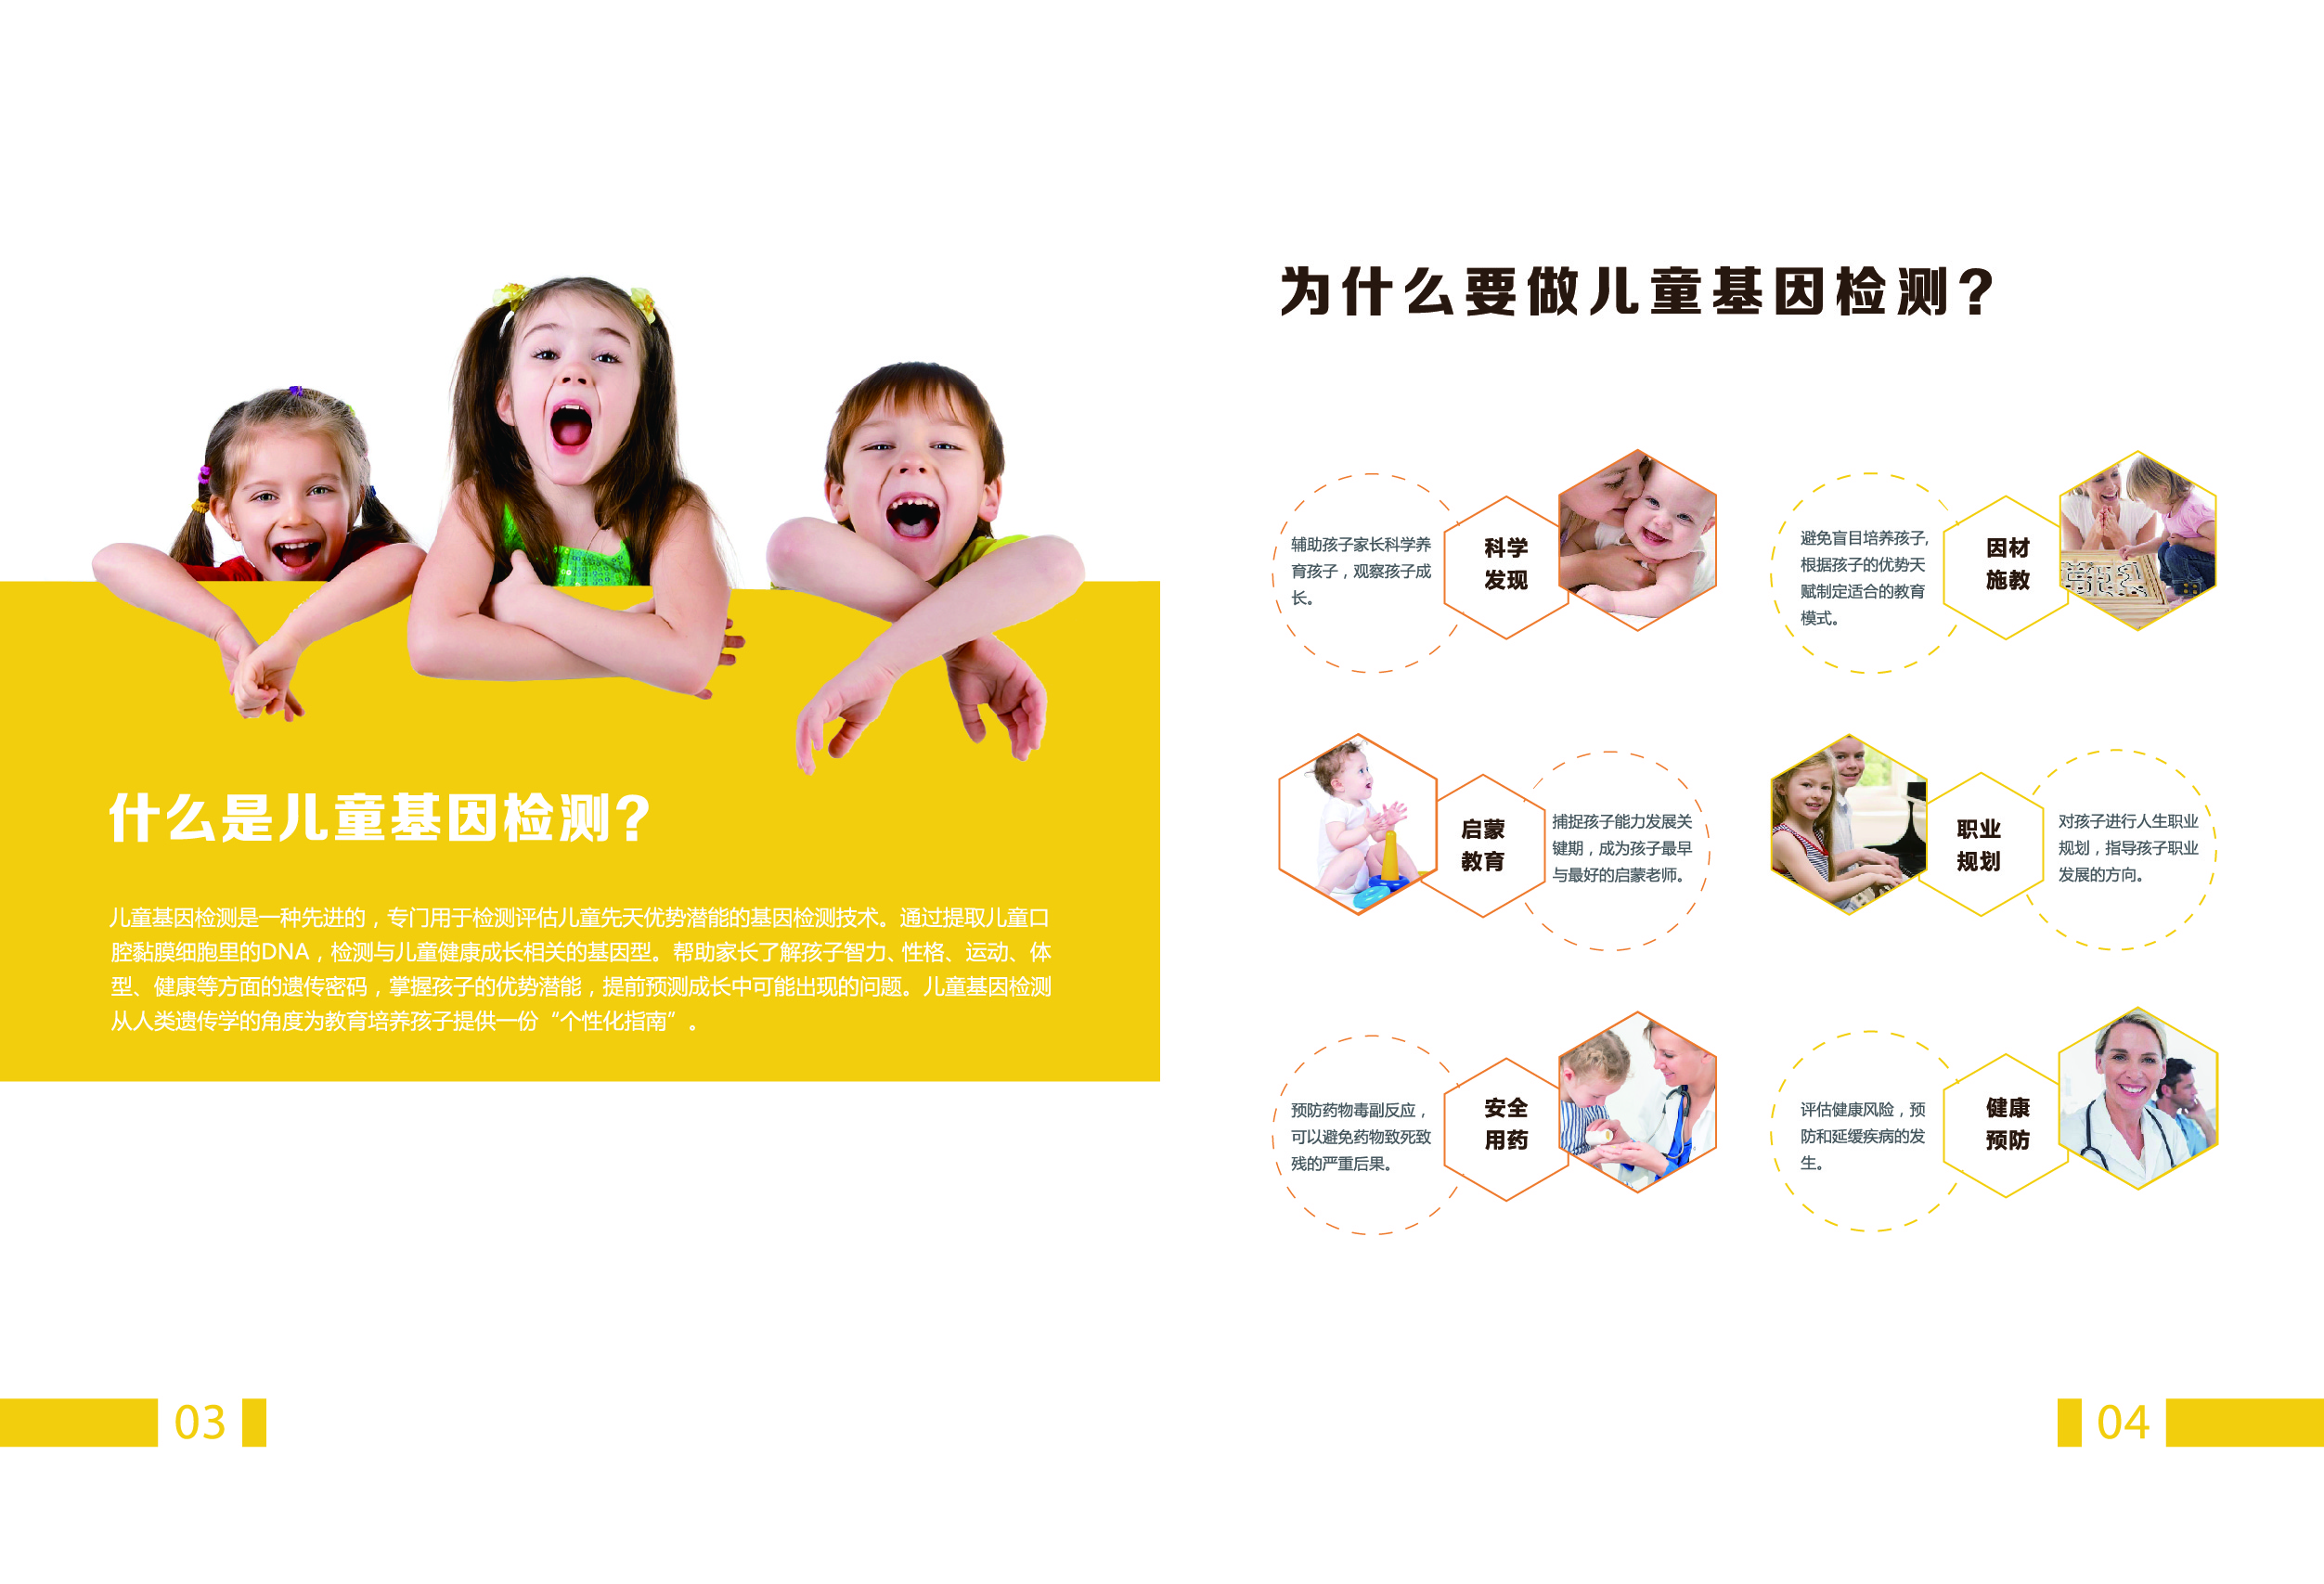 什么是儿童基因检测?
儿童基因检测是一种先进的，专门用于检测评估儿童先天优势潜能的基因检测技术。通过提取儿童口
腔黏膜细胞里的DNA，检测与儿童健康成长相关的基因型。帮助家长了解孩子智力、性格、运动、体
型、健康等方面的遗传密码，掌握孩子的优势潜能，提前预测成长中可能出现的问题。儿童基因检测
从人类遗传学的角度为教育培养孩子提供一份“个性化指南”。
03
为什么要做儿童基因检测?
辅助孩子家长科学养
育孩子，观察孩子成
长。
科学
发现
避免盲目培养孩子,
根据孩子的优势天
赋制定适合的教育
模式。
因材
施教
启蒙
教育
捕捉孩子能力发展关
键期，成为孩子最早
与最好的启蒙老师。
职业
规划
对孩子进行人生职业
规划，指导孩子职业
发展的方向。
预防药物毒副反应，
可以避免药物致死致
残的严重后果。
安全
用药
评估健康风险，预
防和延缓疾病的发
生。
健康
预防
04